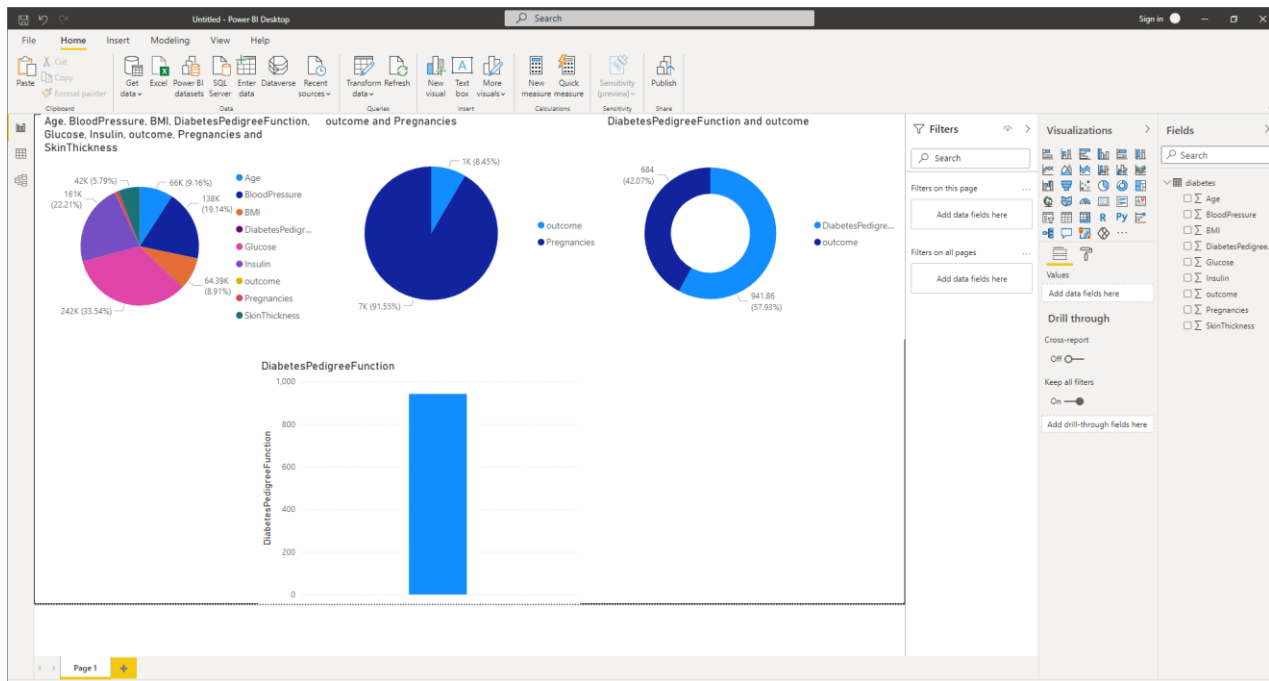 Untitled - Power BI Desktop
Search
Sign in
File Home Insert Modeling View Help
Paste
Cut
Copy
Format painter
Clipboard
Get data
Excel
Power BI datasets
SQL Server
Enter data
Dataverse
Recent sources
Data
Transform data
Refresh
Queries
New visual
Text box
More visuals
Insert
New measure
Quick measure
Calculations
Sensitivity (preview)
Sensitivity
Publish
Share
Age, BloodPressure, BMI, DiabetesPedigreeFunction,
Glucose, Insulin, outcome, Pregnancies and
SkinThickness
42K (5.79%)
66K (9.16%)
161K
(22.21%)
138K
(19.14%)
64.39K
(8.91%)
242K (33.54%)
Age
BloodPressure
BMI
DiabetesPedigr...
Glucose
Insulin
outcome
Pregnancies
SkinThickness
outcome and Pregnancies
1K (8.45%)
7K (91.55%)
outcome
Pregnancies
DiabetesPedigreeFunction and outcome
684
(42.07%)
941.86
(57.93%)
DiabetesPedigre...
outcome
DiabetesPedigreeFunction
DiabetesPedigreeFunction
1,000
800
600
400
200
0
Filters
Search
Filters on this page
...
Add data fields here
Filters on all pages
...
Add data fields here
Visualizations
R
Py
...
Values
Add data fields here
Drill through
Cross-report
Off
Keep all filters
On
Add drill-through fields here
Fields
Search
diabetes
Age
BloodPressure
BMI
DiabetesPedigree...
Glucose
Insulin
outcome
Pregnancies
SkinThickness
Page 1